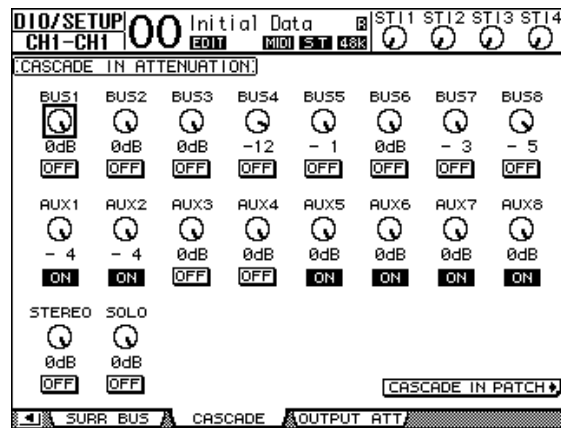 DIO/SETUP 00 Initial Data ST11 ST12 ST13 ST14
CH1-CH1 EDIT MIDI ST 48k
CASCADE IN ATTENUATION
BUS1 BUS2 BUS3 BUS4 BUS5 BUS6 BUS7 BUS8
0dB 0dB 0dB -12 - 1 0dB - 3 - 5
OFF OFF OFF OFF OFF OFF OFF OFF
AUX1 AUX2 AUX3 AUX4 AUX5 AUX6 AUX7 AUX8
- 4 - 4 0dB 0dB 0dB 0dB 0dB 0dB
ON ON OFF OFF ON ON ON ON
STEREO SOLO
0dB 0dB
OFF OFF
CASCADE IN PATCH
SURR BUS CASCADE OUTPUT ATT